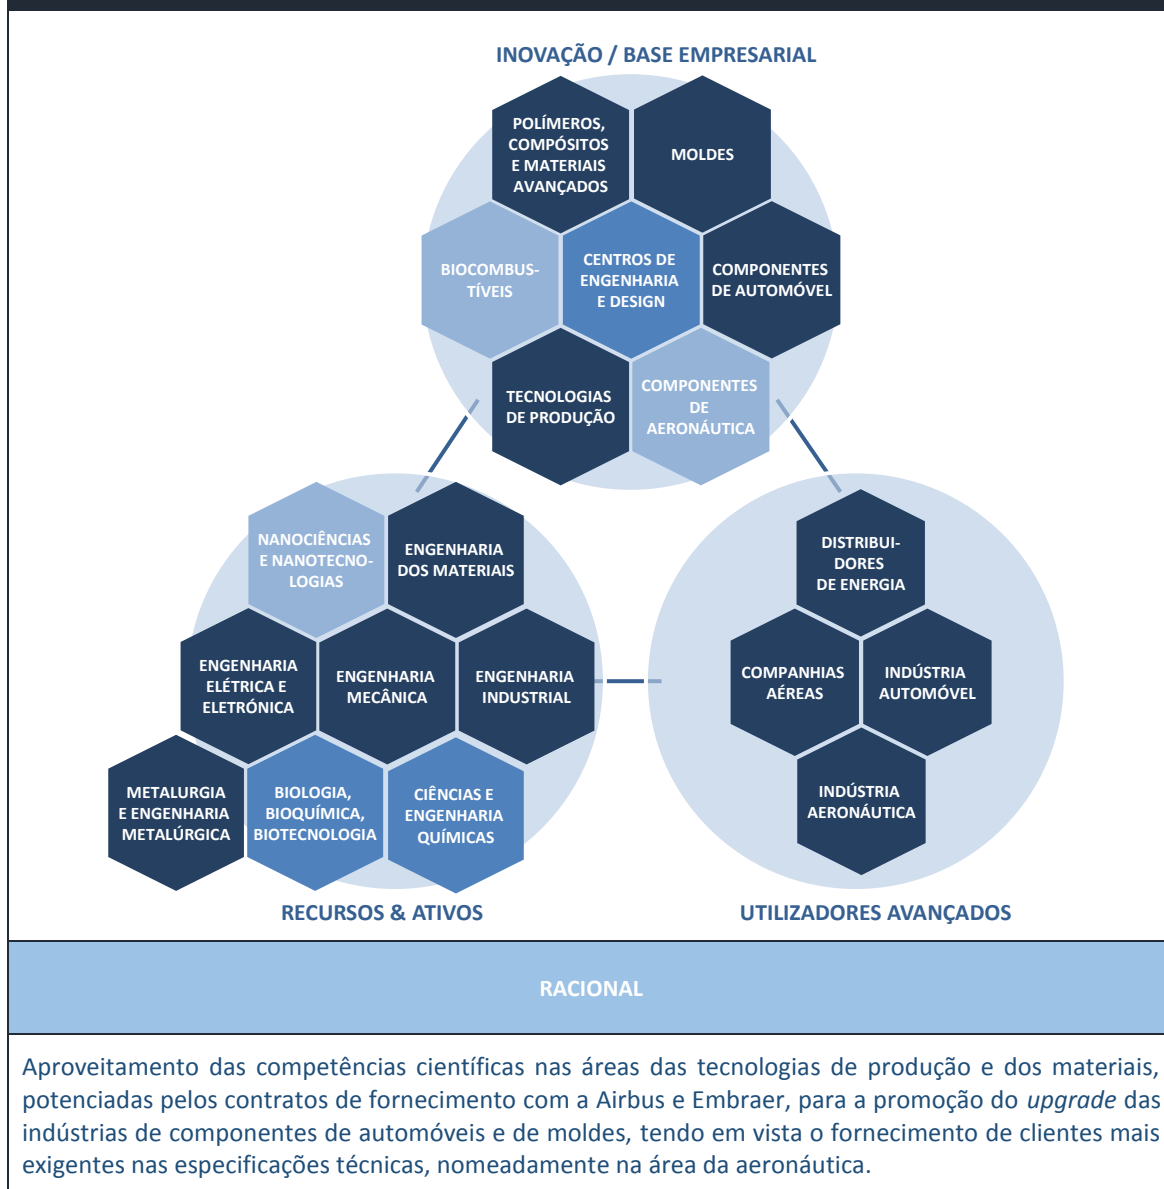 INOVAÇÃO / BASE EMPRESARIAL
POLÍMEROS,
COMPÓSITOS
E MATERIAIS
AVANÇADOS
MOLDES
BIOCOMBUS-
TÍVEIS
CENTROS DE
ENGENHARIA
E DESIGN
COMPONENTES
DE AUTOMÓVEL
TECNOLOGIAS
DE PRODUÇÃO
COMPONENTES
DE
AERONÁUTICA
NANOCIÊNCIAS
E NANOTECNO-
LOGIAS
ENGENHARIA
DOS MATERIAIS
ENGENHARIA
ELÉTRICA E
ELETRÓNICA
ENGENHARIA
MECÂNICA
ENGENHARIA
INDUSTRIAL
METALURGIA
E ENGENHARIA
METALÚRGICA
BIOLOGIA,
BIOQUÍMICA,
BIOTECNOLOGIA
CIÊNCIAS E
ENGENHARIA
QUÍMICAS
RECURSOS & ATIVOS
DISTRIBUI-
DORES
DE ENERGIA
COMPANHIAS
AÉREAS
INDÚSTRIA
AUTOMÓVEL
INDÚSTRIA
AERONÁUTICA
UTILIZADORES AVANÇADOS
RACIONAL
Aproveitamento das competências científicas nas áreas das tecnologias de produção e dos materiais,
potenciadas pelos contratos de fornecimento com a Airbus e Embraer, para a promoção do upgrade das
indústrias de componentes de automóveis e de moldes, tendo em vista o fornecimento de clientes mais
exigentes nas especificações técnicas, nomeadamente na área da aeronáutica.